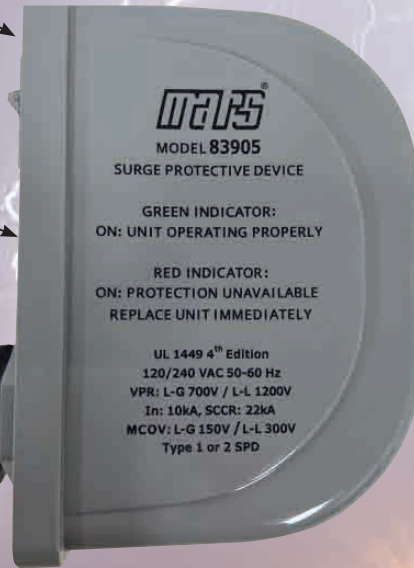 mars®
MODEL 83905
SURGE PROTECTIVE DEVICE
GREEN INDICATOR:
ON: UNIT OPERATING PROPERLY
RED INDICATOR:
ON: PROTECTION UNAVAILABLE
REPLACE UNIT IMMEDIATELY
UL 1449 4th Edition
120/240 VAC 50-60 Hz
VPR: L-G 700V / L-L 1200V
In: 10kA, SCCR: 22kA
MCOV: L-G 150V / L-L 300V
Type 1 or 2 SPD